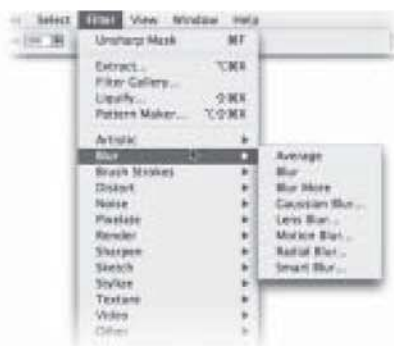 Select Filter View Window Help
Unsharp Mask ⌘F
Extract... ⌥⌘X
Filter Gallery...
Liquify... ⇧⌘X
Pattern Maker... ⌥⇧⌘X
Artistic
Blur
Brush Strokes
Distort
Noise
Pixelate
Render
Sharpen
Sketch
Stylize
Texture
Video
Other
Average
Blur
Blur More
Gaussian Blur...
Lens Blur...
Motion Blur...
Radial Blur...
Smart Blur...